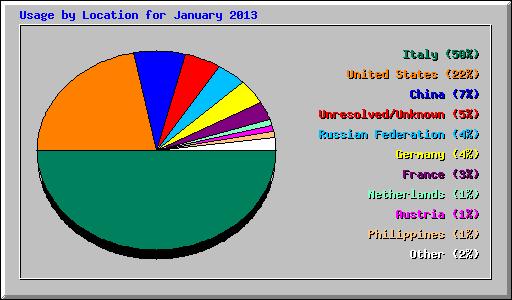 Usage by Location for January 2013
Italy (50%)
United States (22%)
China (7%)
Unresolved/Unknown (5%)
Russian Federation (4%)
Germany (4%)
France (3%)
Netherlands (1%)
Austria (1%)
Philippines (1%)
Other (2%)